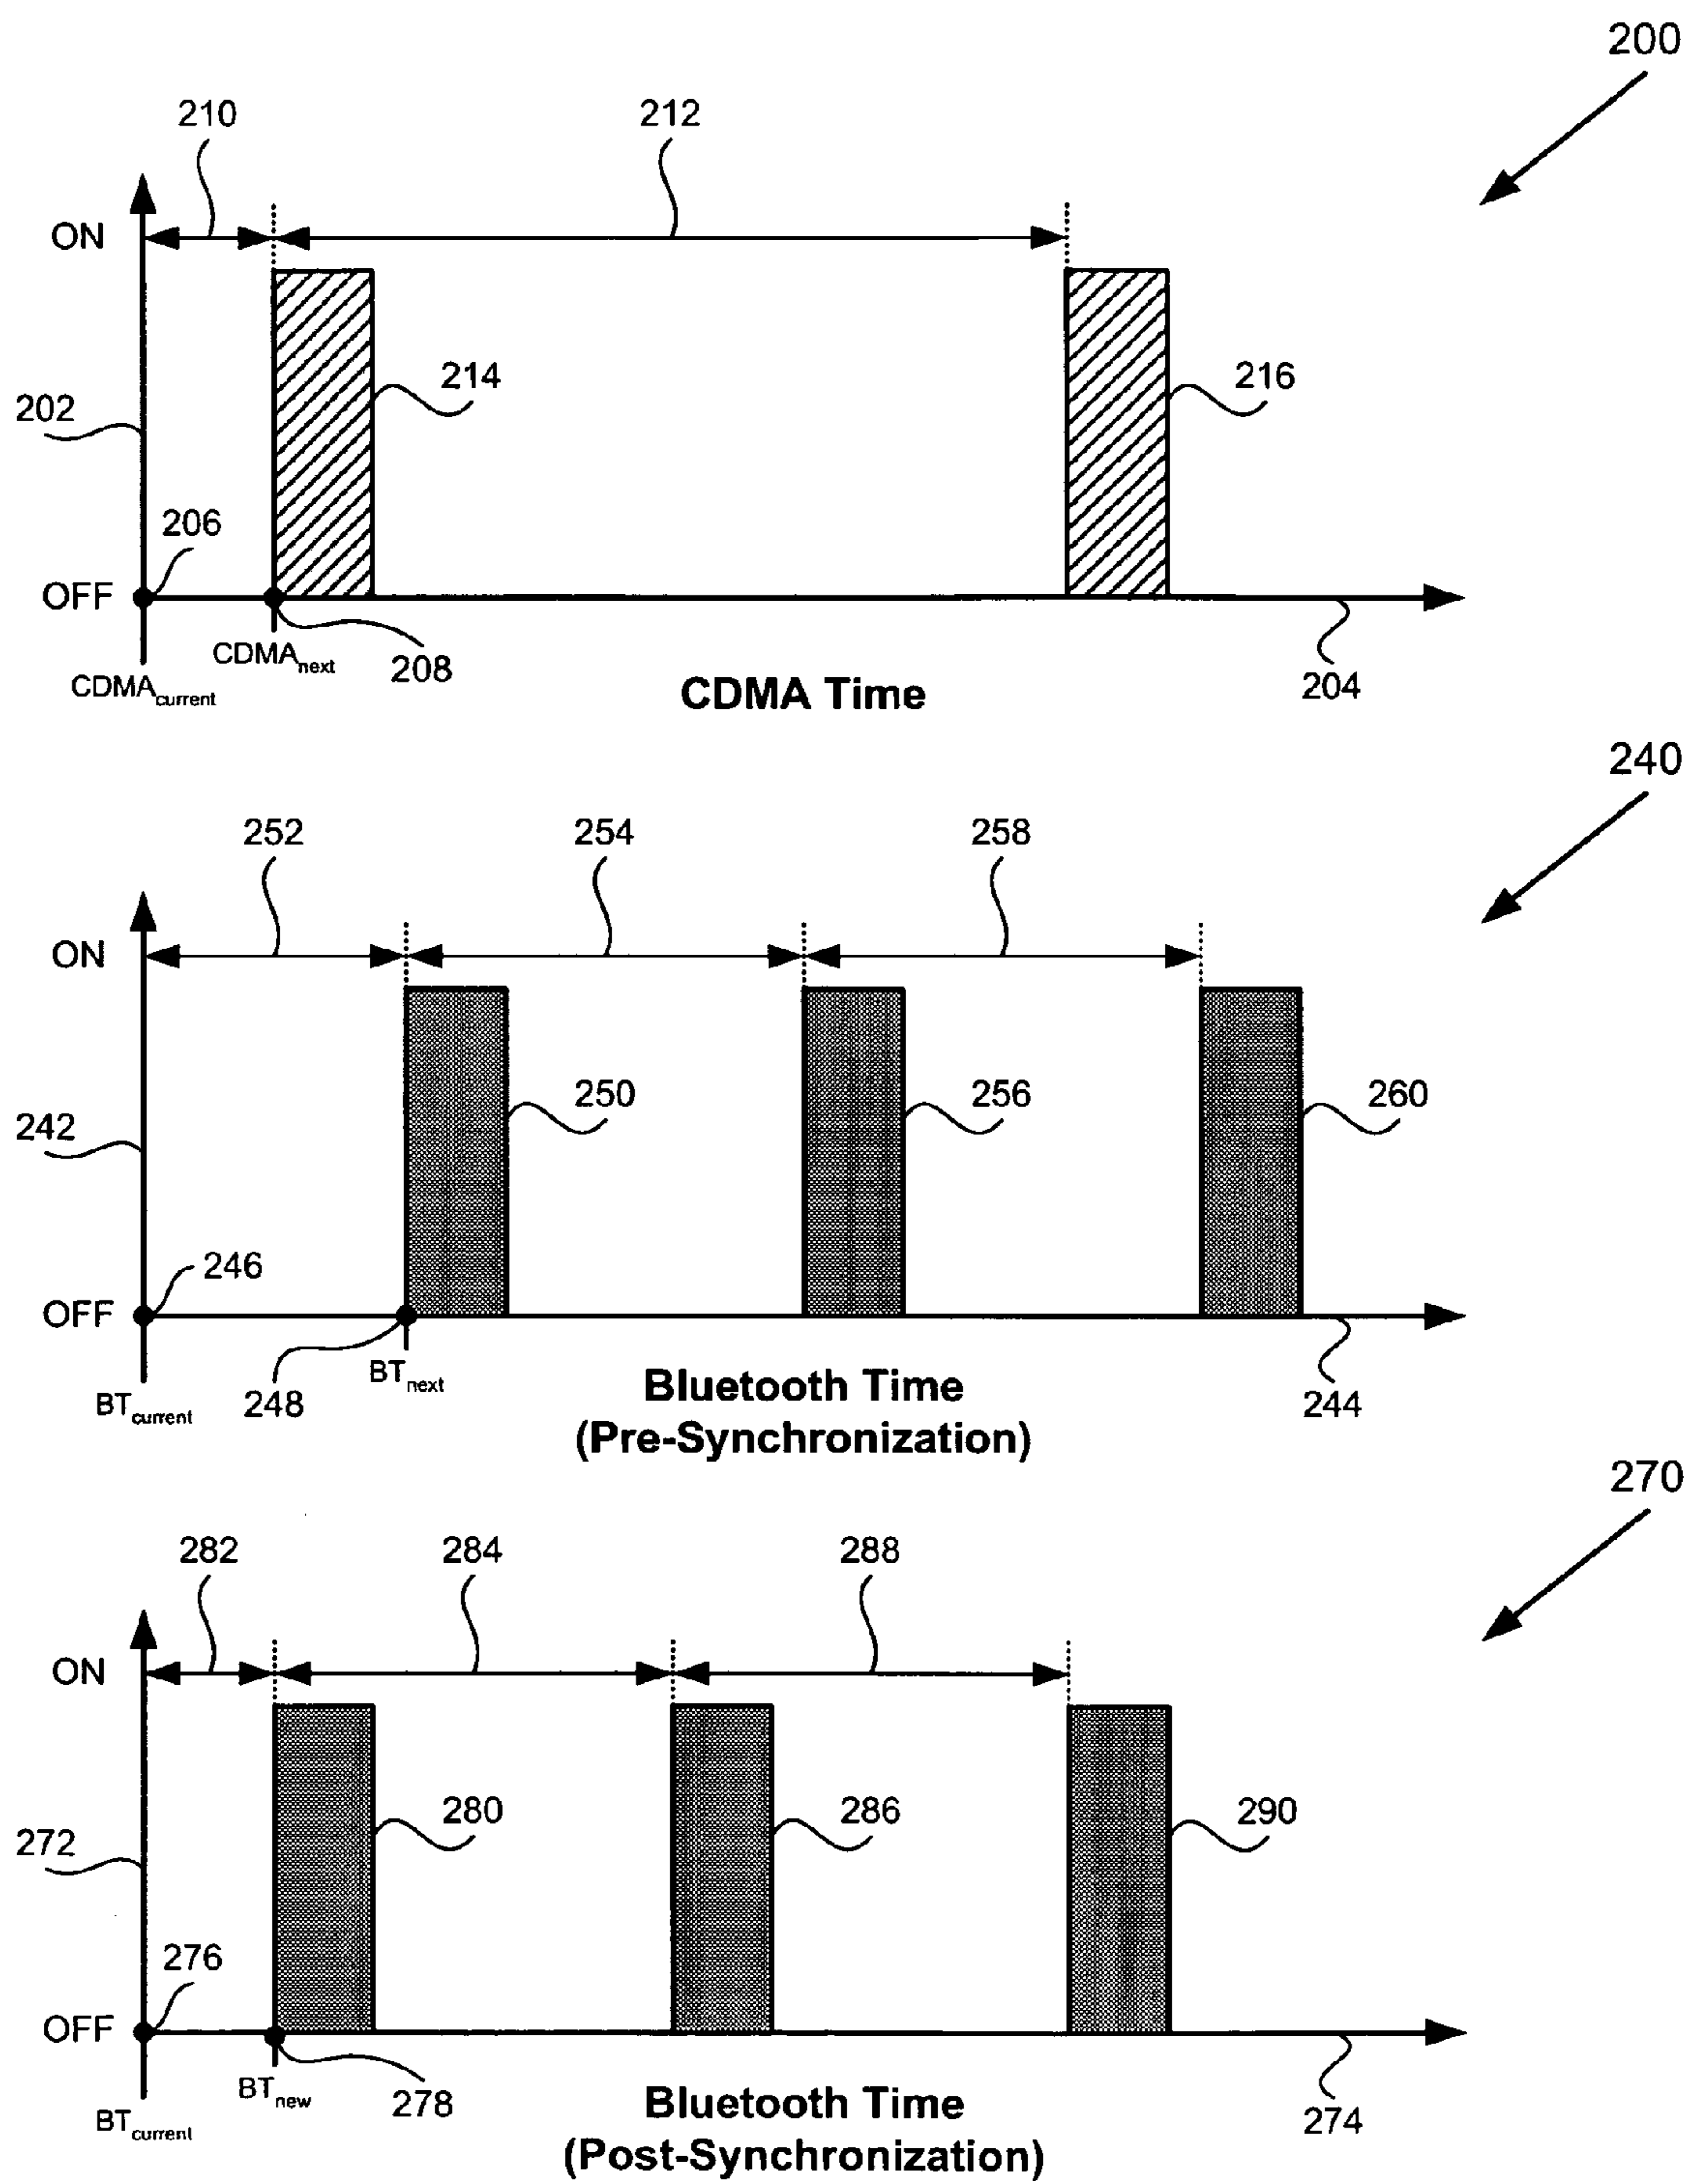 200
210
212
ON
214
216
202
206
OFF
CDMAnext
208
CDMAcurrent
CDMA Time
204
240
252
254
258
ON
250
256
260
242
246
OFF
BTnext
BTcurrent
248
Bluetooth Time
244
(Pre-Synchronization)
270
282
284
288
ON
280
286
290
272
276
OFF
BTnew
278
BTcurrent
Bluetooth Time
274
(Post-Synchronization)